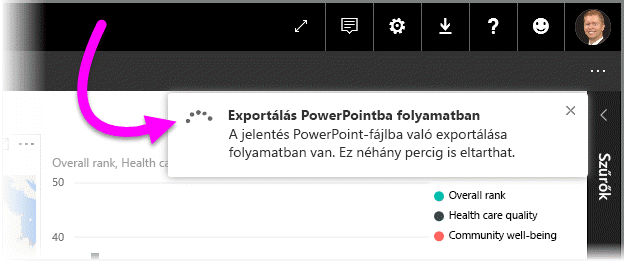 Exportálás PowerPointba folyamatban
A jelentés PowerPoint-fájlba való exportálása
folyamatban van. Ez néhány percig is eltarthat.
Szűrők
Overall rank, Health ca
50
Overall rank
Health care quality
40
Community well-being